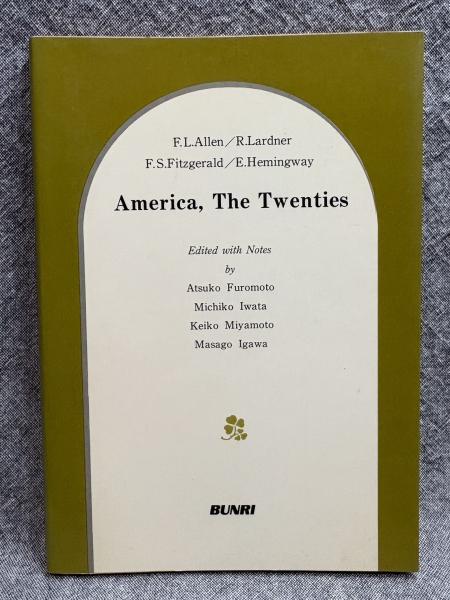 F.L.Allen／R.Lardner
F.S.Fitzgerald／E.Hemingway
America, The Twenties
Edited with Notes
by
Atsuko Furomoto
Michiko Iwata
Keiko Miyamoto
Masago Igawa
BUNRI